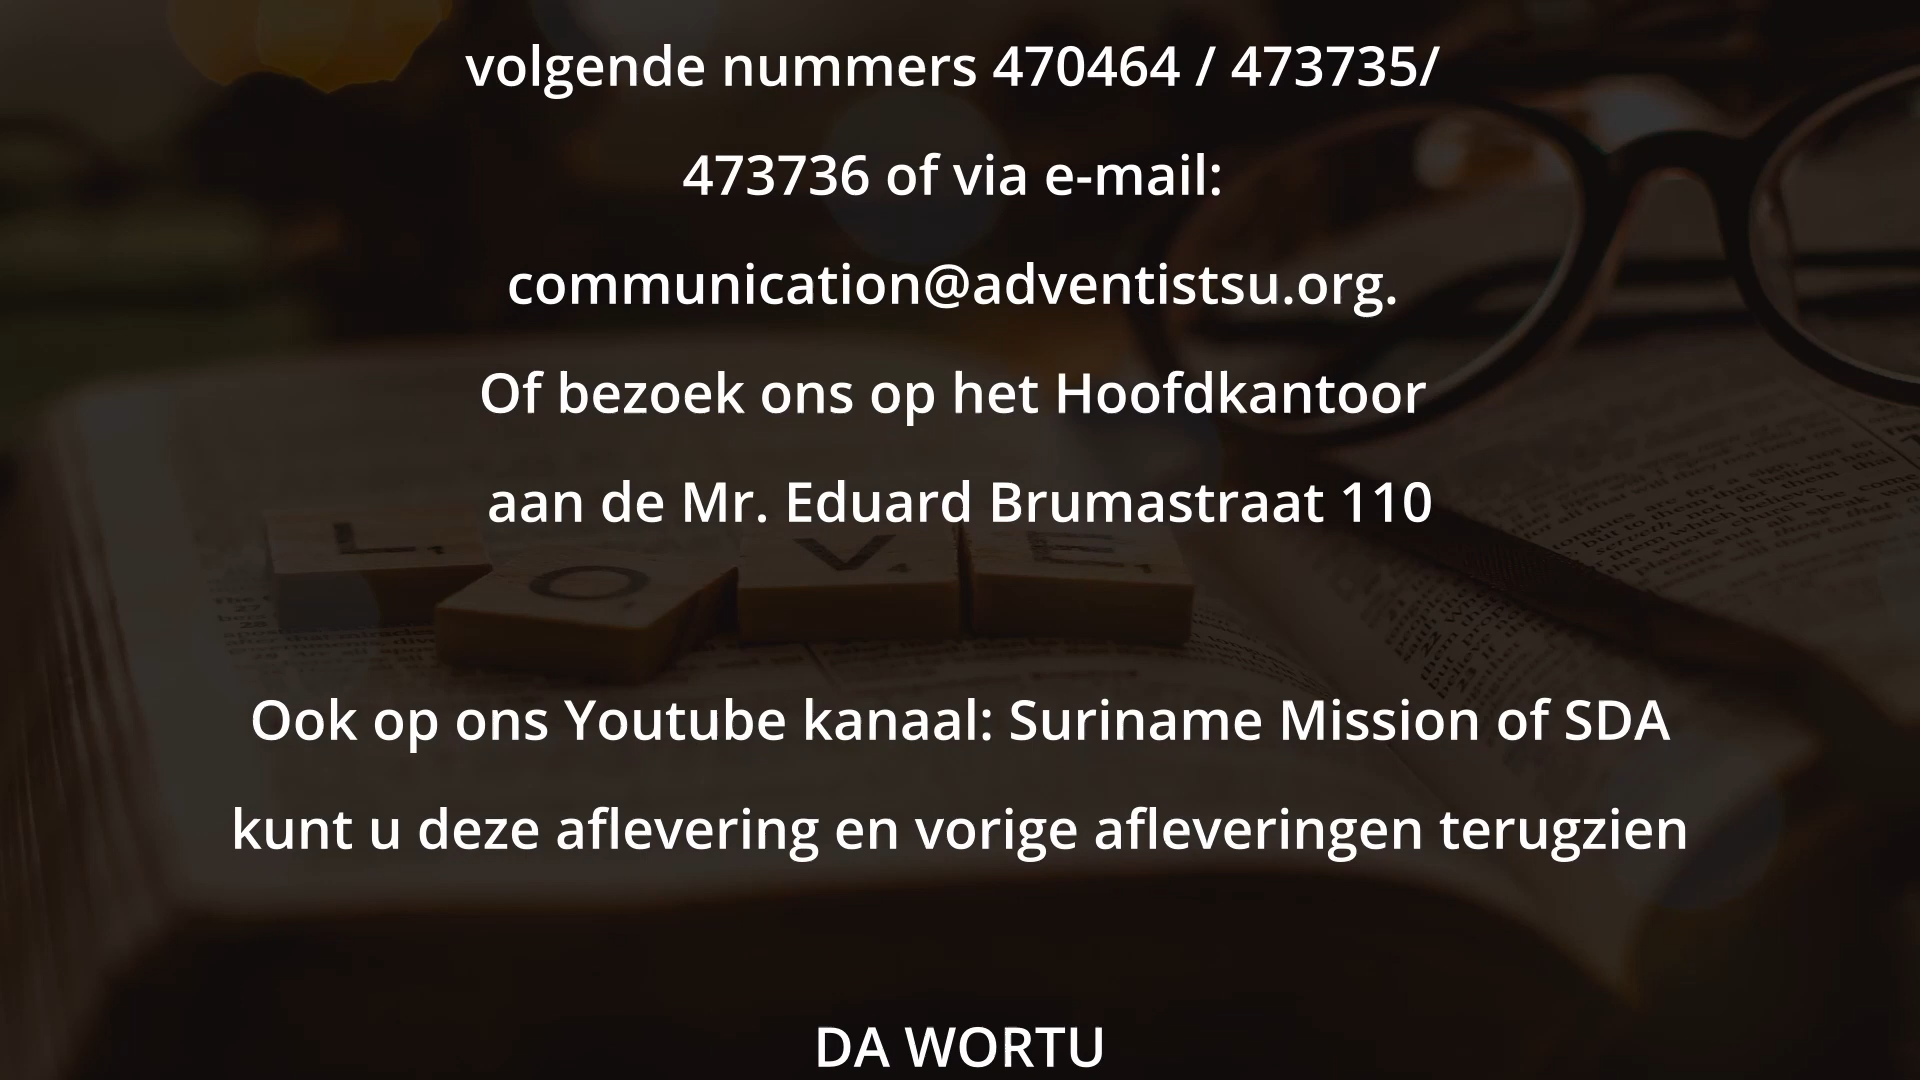 volgende nummers 470464 / 473735/
473736 of via e-mail:
communication@adventistsu.org.
Of bezoek ons op het Hoofdkantoor
aan de Mr. Eduard Brumastraat 110
L O V E
Ook op ons Youtube kanaal: Suriname Mission of SDA
kunt u deze aflevering en vorige afleveringen terugzien
DA WORTU